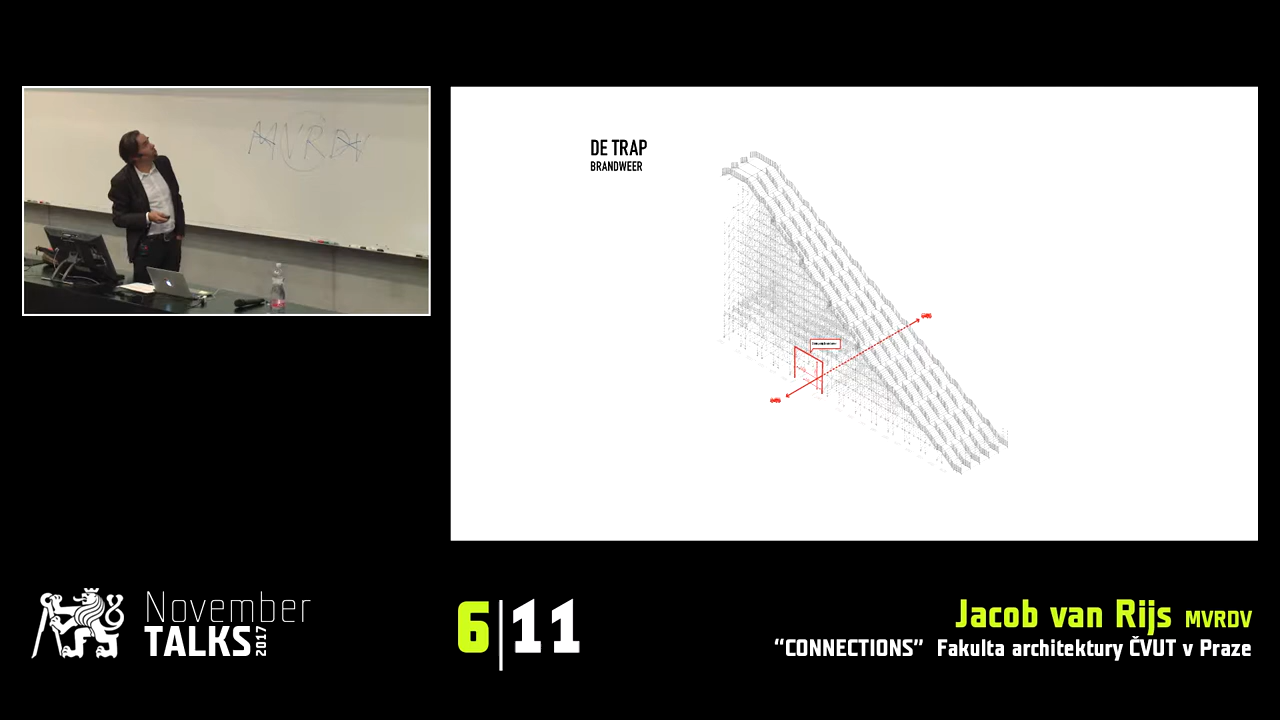 MVRDV
DE TRAP
BRANDWEER
November
TALKS 2017
6|11
Jacob van Rijs MVRDV
“CONNECTIONS” Fakulta architektury ČVUT v Praze